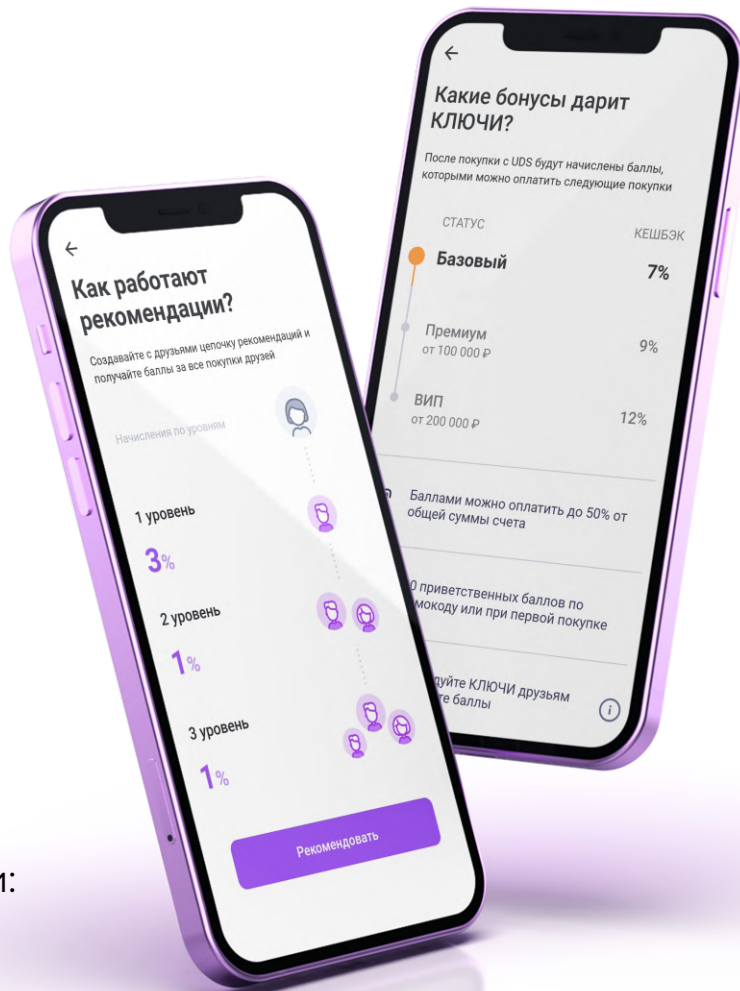 Как работают
рекомендации?
Создавайте с друзьями цепочку рекомендаций и
получайте баллы за все покупки друзей
Начисления по уровням
1 уровень
3%
2 уровень
1%
3 уровень
1%
Рекомендовать
Какие бонусы дарит
КЛЮЧИ?
После покупки с UDS будут начислены баллы,
которыми можно оплатить следующие покупки
СТАТУС КЕШБЭК
Базовый 7%
Премиум 9%
от 100 000 ₽
ВИП 12%
от 200 000 ₽
Баллами можно оплатить до 50% от
общей суммы счета
приветственных баллов по
или при первой покупке
КЛЮЧИ друзьям
баллы